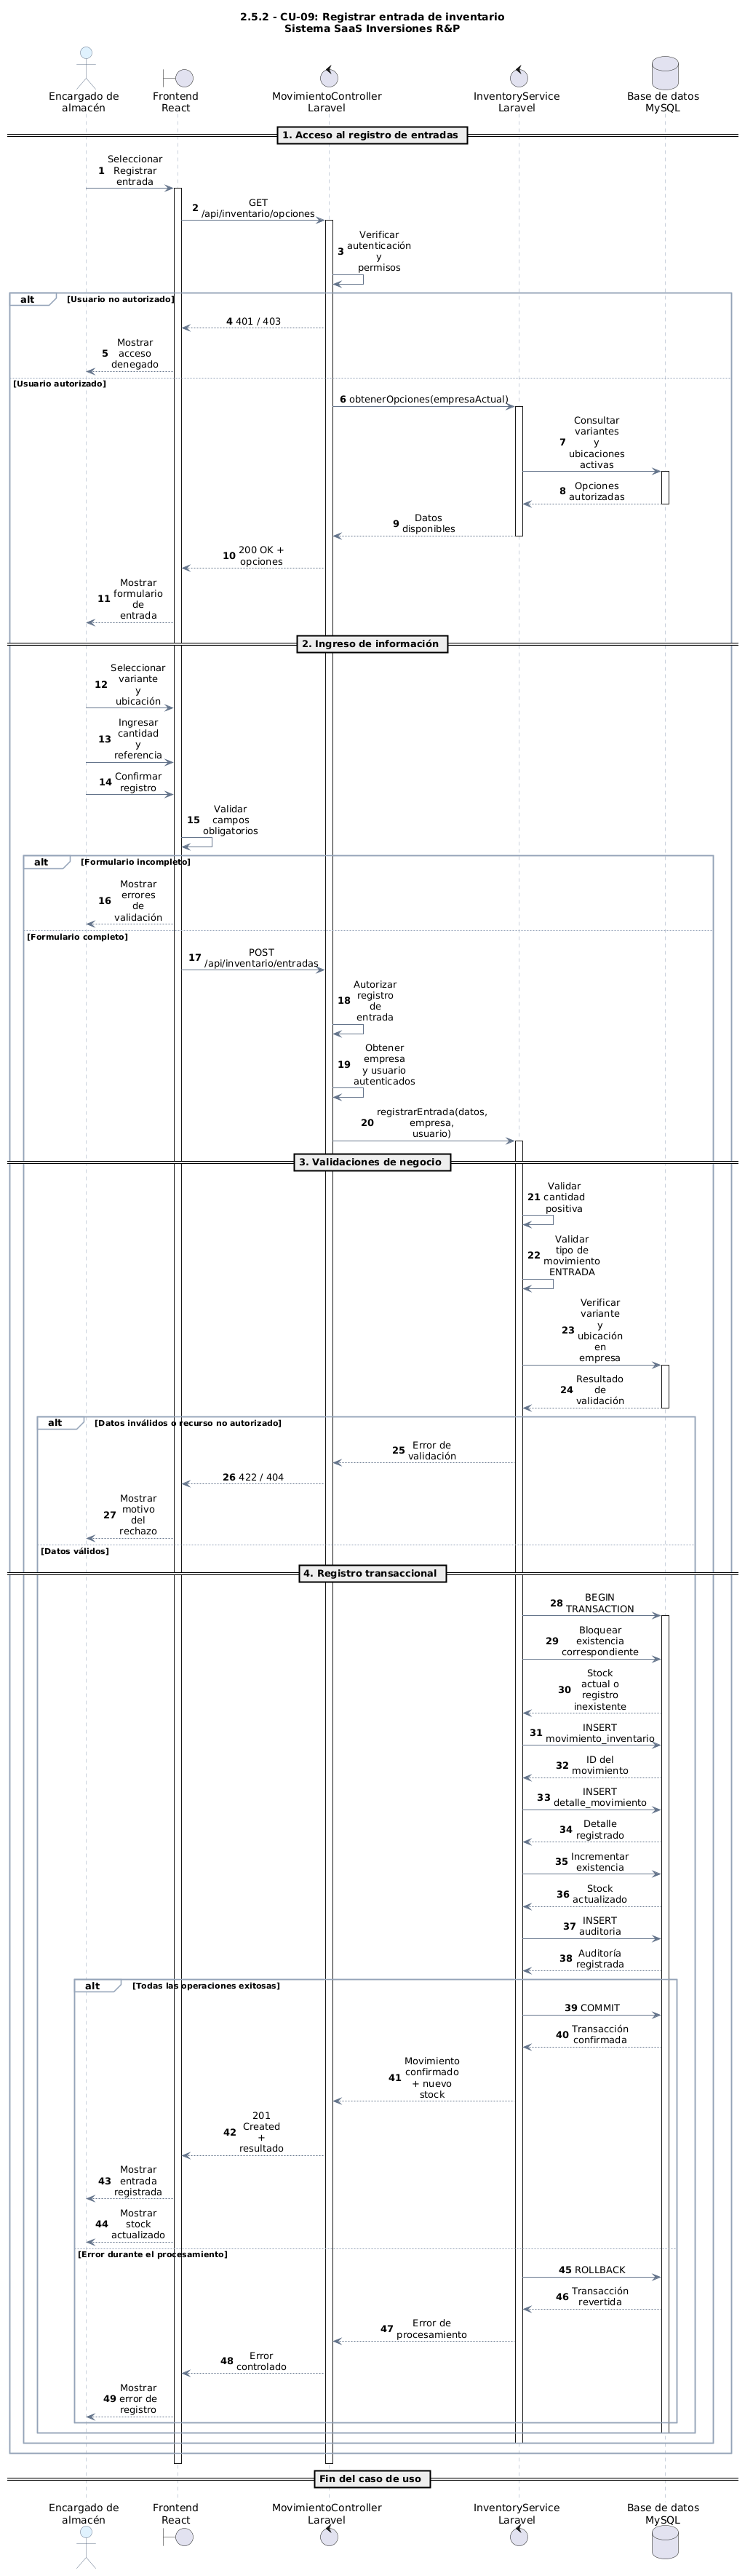 2.5.2 - CU-09: Registrar entrada de inventario
Sistema SaaS Inversiones R&P
Encargado de
almacén
Frontend
React
MovimientoController
Laravel
InventoryService
Laravel
Base de datos
MySQL
1. Acceso al registro de entradas
1 Seleccionar
Registrar
entrada
2 GET
/api/inventario/opciones
3 Verificar
autenticación
y
permisos
alt [Usuario no autorizado]
4 401 / 403
5 Mostrar
acceso
denegado
[Usuario autorizado]
6 obtenerOpciones(empresaActual)
7 Consultar
variantes
y
ubicaciones
activas
8 Opciones
autorizadas
9 Datos
disponibles
10 200 OK +
opciones
11 Mostrar
formulario
de
entrada
2. Ingreso de información
12 Seleccionar
variante
y
ubicación
13 Ingresar
cantidad
y
referencia
14 Confirmar
registro
15 Validar
campos
obligatorios
alt [Formulario incompleto]
16 Mostrar
errores
de
validación
[Formulario completo]
17 POST
/api/inventario/entradas
18 Autorizar
registro
de
entrada
19 Obtener
empresa
y usuario
autenticados
20 registrarEntrada(datos,
empresa,
usuario)
3. Validaciones de negocio
21 Validar
cantidad
positiva
22 Validar
tipo de
movimiento
ENTRADA
23 Verificar
variante
y
ubicación
en
empresa
24 Resultado
de
validación
alt [Datos inválidos o recurso no autorizado]
25 Error de
validación
26 422 / 404
27 Mostrar
motivo
del
rechazo
[Datos válidos]
4. Registro transaccional
28 BEGIN
TRANSACTION
29 Bloquear
existencia
correspondiente
30 Stock
actual o
registro
inexistente
31 INSERT
movimiento_inventario
32 ID del
movimiento
33 INSERT
detalle_movimiento
34 Detalle
registrado
35 Incrementar
existencia
36 Stock
actualizado
37 INSERT
auditoria
38 Auditoría
registrada
alt [Todas las operaciones exitosas]
39 COMMIT
40 Transacción
confirmada
41 Movimiento
confirmado
+ nuevo
stock
42 201
Created
+
resultado
43 Mostrar
entrada
registrada
44 Mostrar
stock
actualizado
[Error durante el procesamiento]
45 ROLLBACK
46 Transacción
revertida
47 Error de
procesamiento
48 Error
controlado
49 Mostrar
error de
registro
Fin del caso de uso
Encargado de
almacén
Frontend
React
MovimientoController
Laravel
InventoryService
Laravel
Base de datos
MySQL